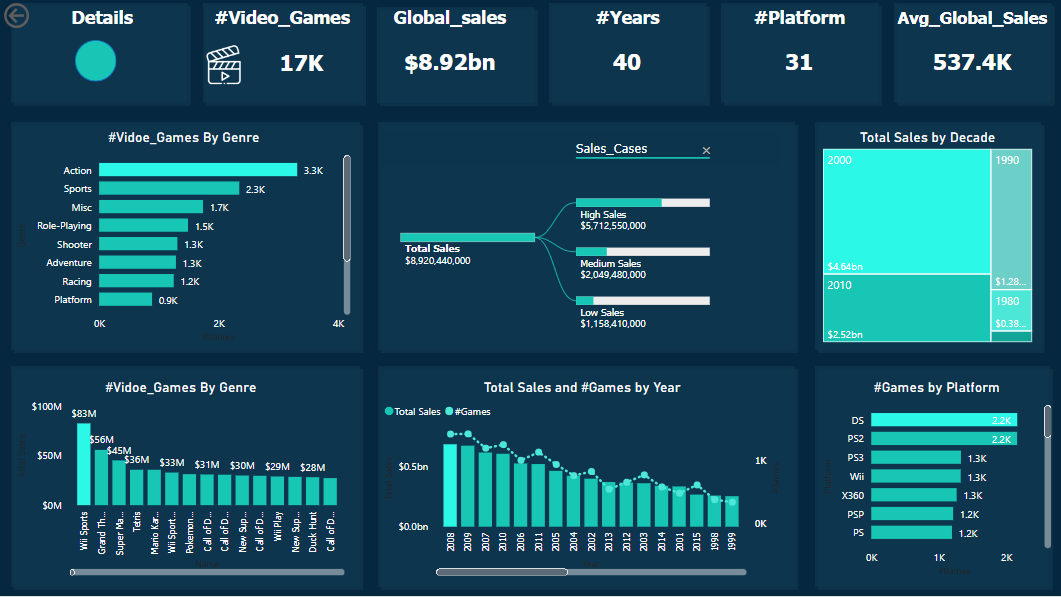 Details
#Video_Games
17K
Global_sales
$8.92bn
#Years
40
#Platform
31
Avg_Global_Sales
537.4K
#Vidoe_Games By Genre
Action
3.3K
Sports
2.3K
Misc
1.7K
Role-Playing
1.5K
Shooter
1.3K
Adventure
1.3K
Racing
1.2K
Platform
0.9K
0K
2K
4K
Sales_Cases
Total Sales
$8,920,440,000
High Sales
$5,712,550,000
Medium Sales
$2,049,480,000
Low Sales
$1,158,410,000
Total Sales by Decade
2000
$4.64bn
2010
$2.52bn
1990
$1.28...
1980
$0.38...
#Vidoe_Games By Genre
$100M
$50M
$0M
$83M
$56M
$45M
$36M
$33M
$31M
$30M
$29M
$28M
Wii Sports
Grand Th...
Super Ma...
Tetris
Mario Kar...
Wii Sport...
Pokemon...
Call of D...
Call of D...
New Sup...
Call of D...
Wii Play
New Sup...
Duck Hunt
Call of D...
Total Sales and #Games by Year
Total Sales
#Games
$0.5bn
$0.0bn
1K
0K
2008
2009
2007
2010
2006
2011
2005
2004
2002
2013
2012
2003
2014
2001
2015
1998
1999
#Games by Platform
DS
2.2K
PS2
2.2K
PS3
1.3K
Wii
1.3K
X360
1.3K
PSP
1.2K
PS
1.2K
0K
1K
2K